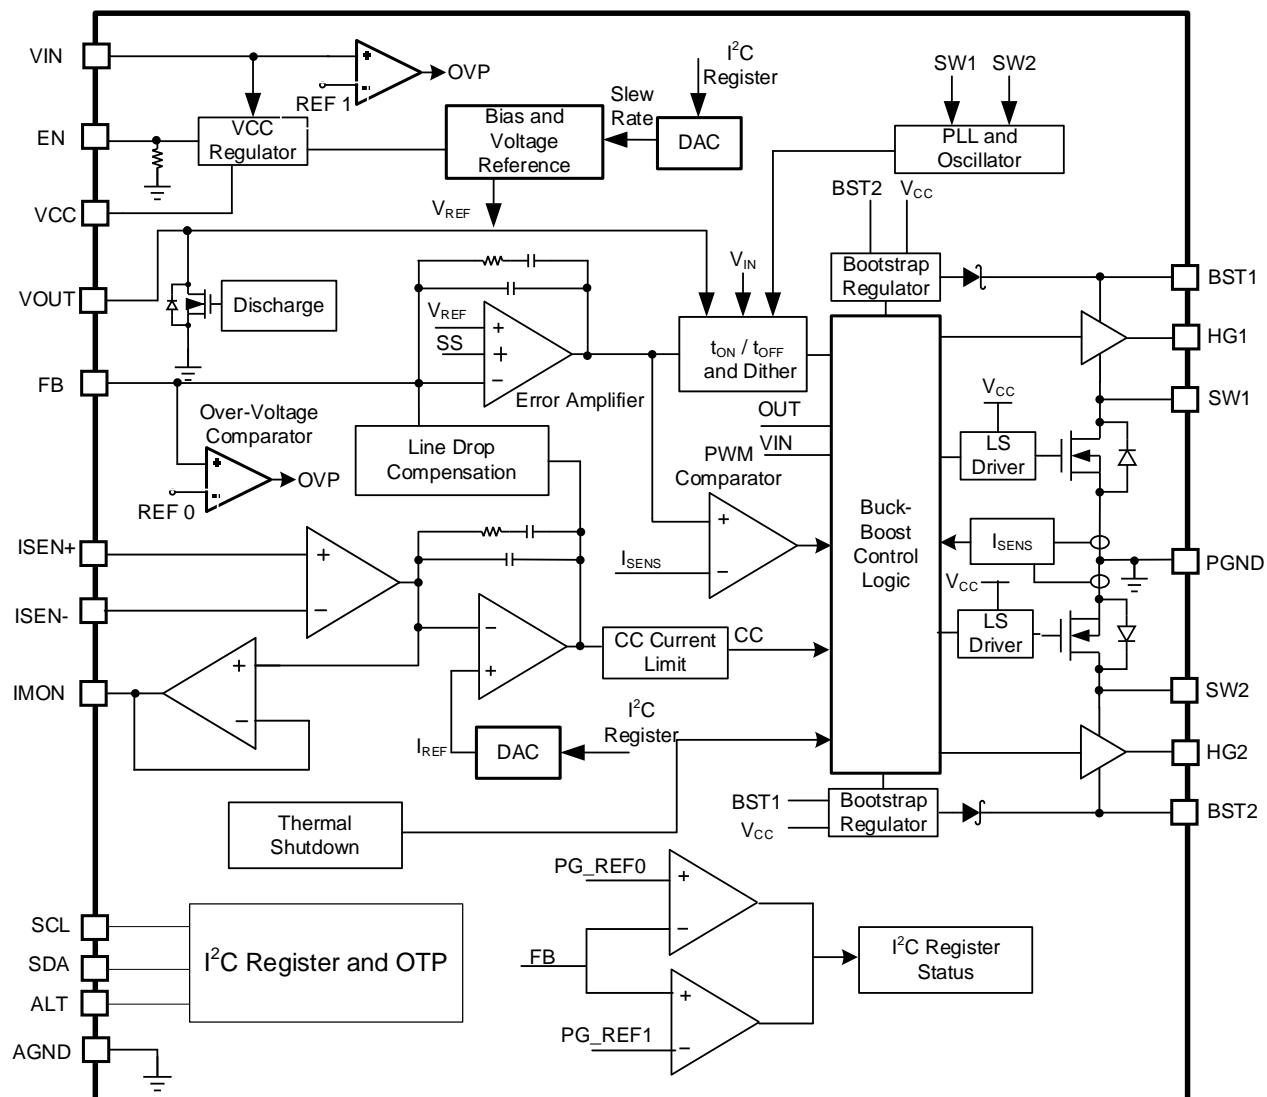 VIN
REF 1
OVP
I²C
Register
SW1 SW2
EN
VCC
Regulator
Bias and
Voltage
Reference
Slew
Rate
DAC
PLL and
Oscillator
VCC
VREF
BST2 VCC
VOUT
Discharge
VREF
SS
Error Amplifier
VIN
tON / tOFF
and Dither
Bootstrap
Regulator
BST1
HG1
FB
Over-Voltage
Comparator
OVP
REF 0
Line Drop
Compensation
OUT
VIN
PWM
Comparator
ISENS
Buck-
Boost
Control
Logic
VCC
LS
Driver
SW1
ISENS
PGND
VCC
LS
Driver
ISEN+
ISEN-
IMON
CC Current
Limit
CC
IREF
DAC
I²C
Register
SW2
HG2
BST1
VCC
Bootstrap
Regulator
BST2
Thermal
Shutdown
PG_REF0
FB
PG_REF1
I²C Register
Status
SCL
SDA
ALT
I²C Register and OTP
AGND